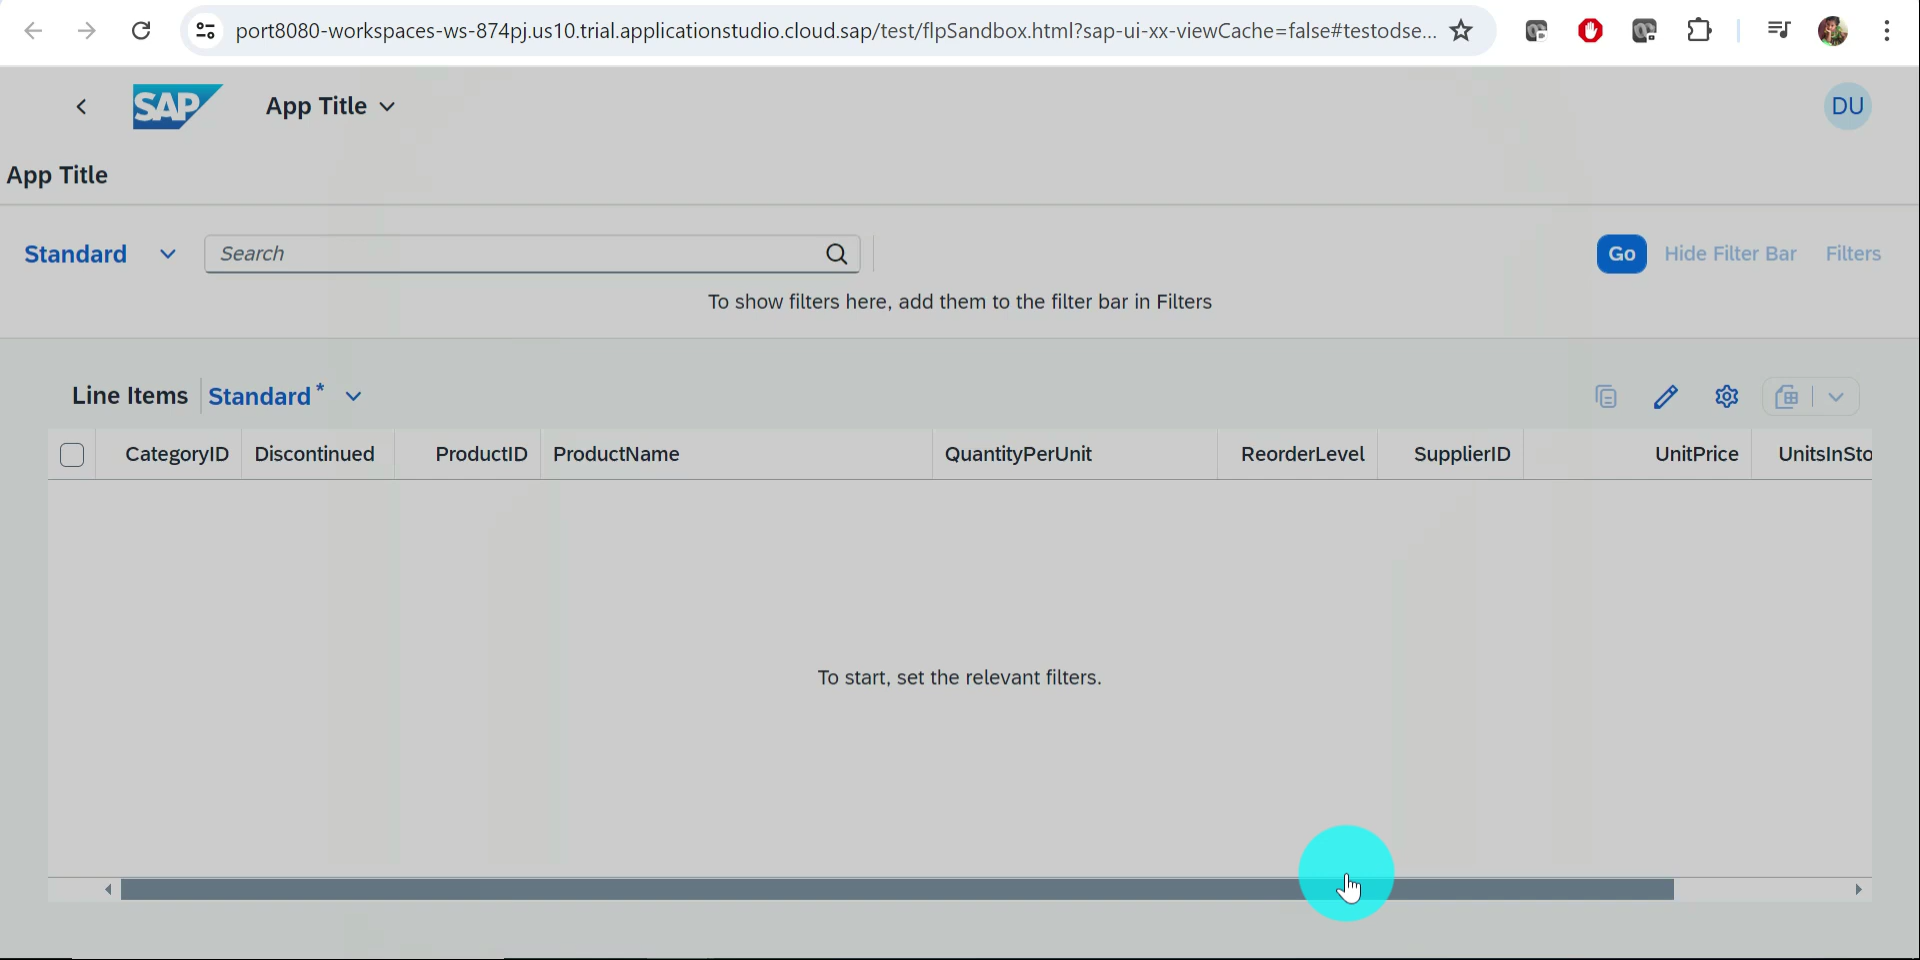 port8080-workspaces-ws-874pj.us10.trial.applicationstudio.cloud.sap/test/flpSandbox.html?sap-ui-xx-viewCache=false#testodse...
SAP App Title DU
App Title
Standard Search Go Hide Filter Bar Filters
To show filters here, add them to the filter bar in Filters
Line Items Standard*
CategoryID Discontinued ProductID ProductName QuantityPerUnit ReorderLevel SupplierID UnitPrice UnitsInSto
To start, set the relevant filters.